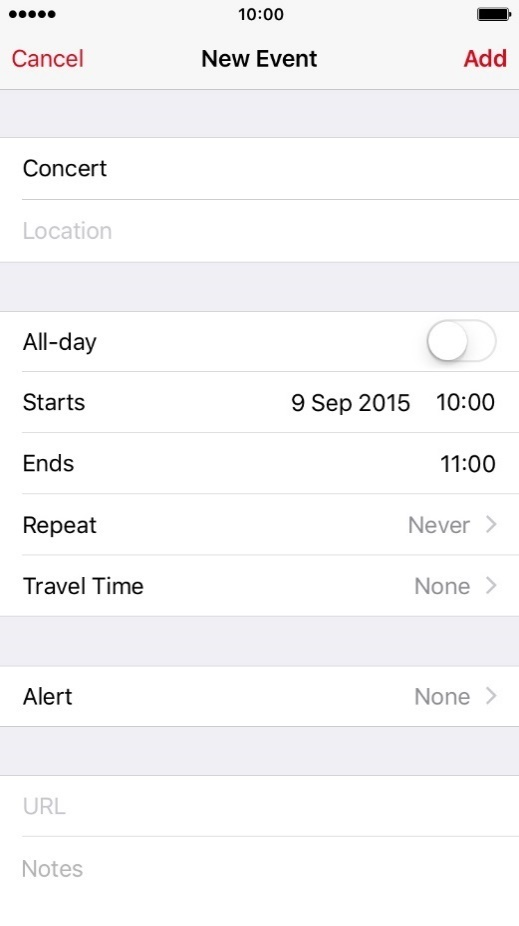 10:00
Cancel New Event Add
Concert
Location
All-day
Starts 9 Sep 2015 10:00
Ends 11:00
Repeat Never
Travel Time None
Alert None
URL
Notes